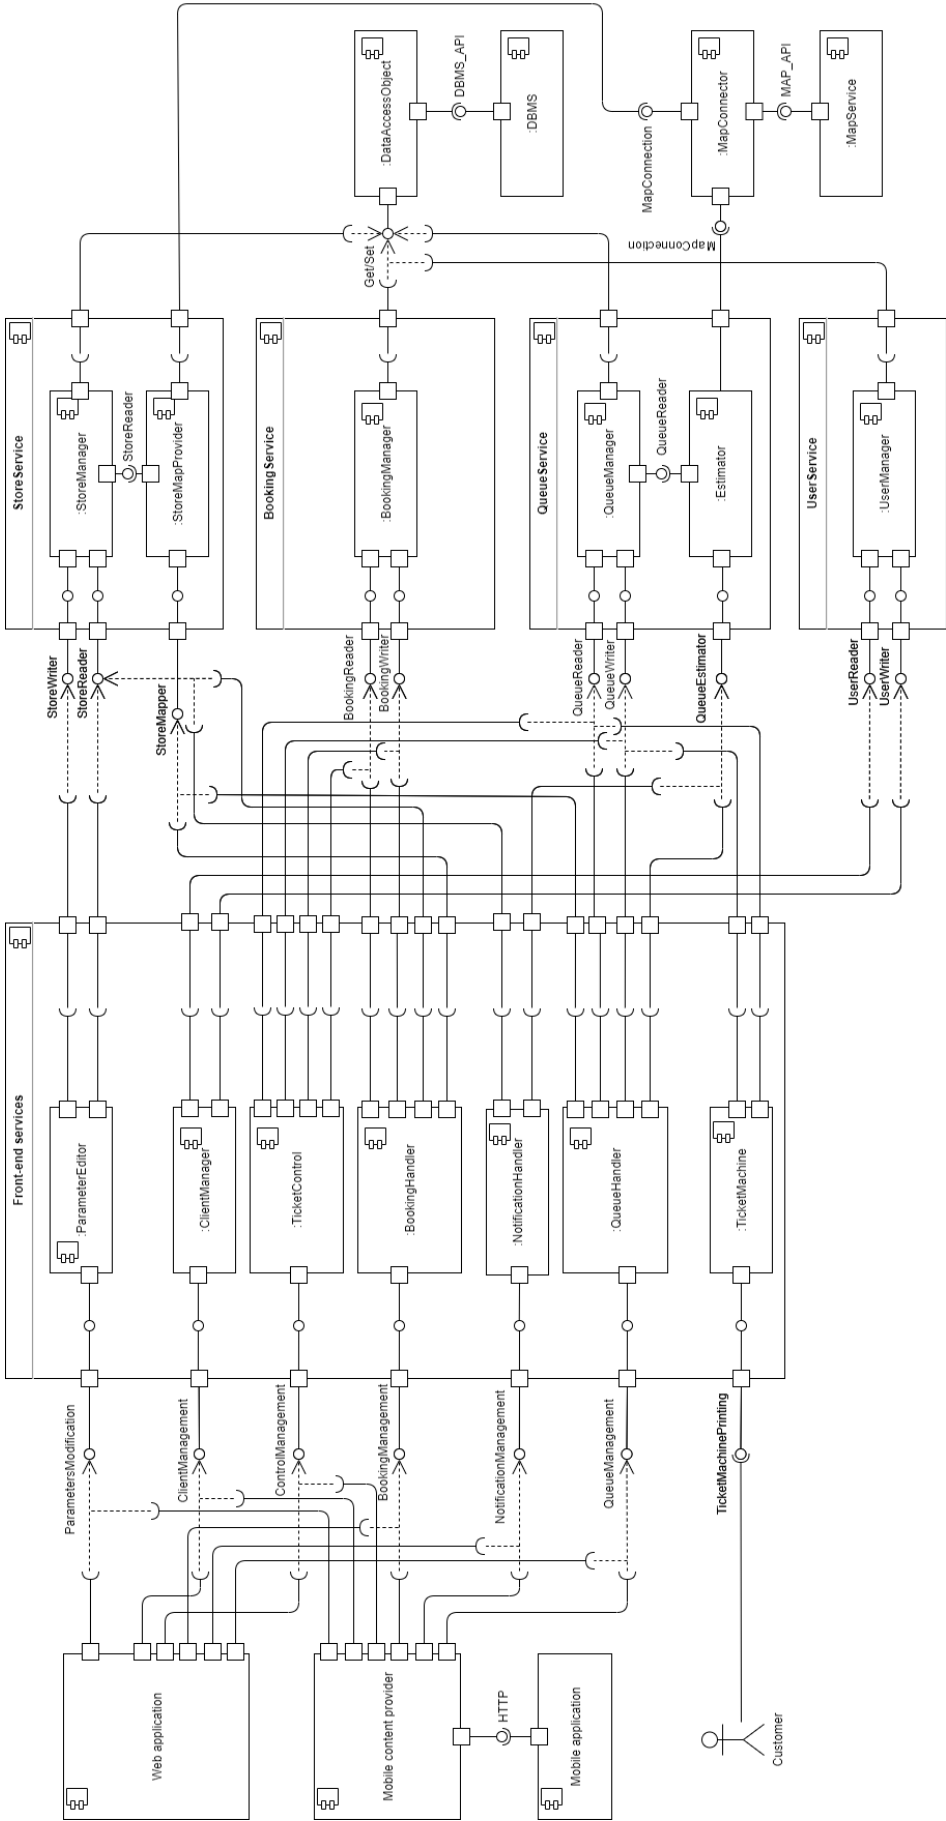 Web application
Mobile content provider
HTTP
Mobile application
Customer
ParametersModification
ClientManagement
ControlManagement
BookingManagement
NotificationManagement
QueueManagement
TicketMachinePrinting
Front-end services
:ParameterEditor
:ClientManager
:TicketControl
:BookingHandler
:NotificationHandler
:QueueHandler
:TicketMachine
StoreWriter
StoreReader
StoreMapper
BookingReader
BookingWriter
QueueReader
QueueWriter
QueueEstimator
UserReader
UserWriter
StoreService
:StoreManager
StoreReader
:StoreMapProvider
BookingService
:BookingManager
QueueService
:QueueManager
QueueReader
:Estimator
UserService
:UserManager
Get/Set
MapConnection
MapConnection
:DataAccessObject
DBMS_API
:DBMS
:MapConnector
MAP_API
:MapService